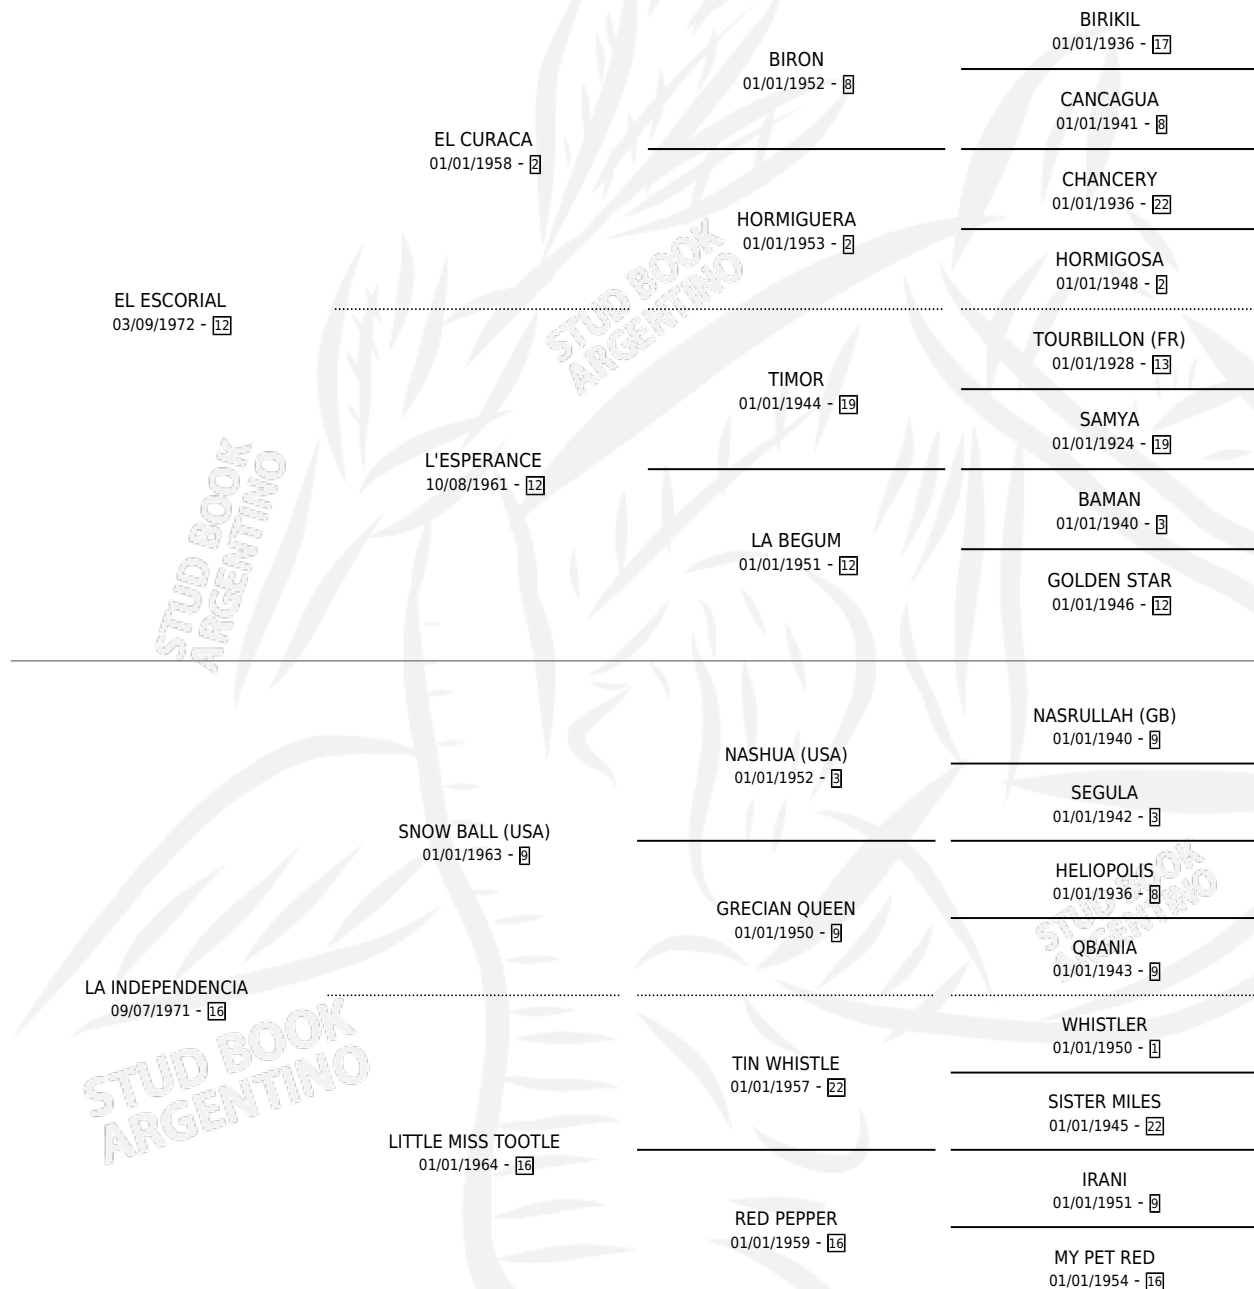 BIRIKIL
01/01/1936 - 17
BIRON
01/01/1952 - 8
CANCAGUA
01/01/1941 - 8
EL CURACA
01/01/1958 - 2
CHANCERY
01/01/1936 - 22
HORMIGUERA
01/01/1953 - 2
HORMIGOSA
01/01/1948 - 2
EL ESCORIAL
03/09/1972 - 12
TOURBILLON (FR)
01/01/1928 - 13
TIMOR
01/01/1944 - 19
SAMYA
01/01/1924 - 19
L'ESPERANCE
10/08/1961 - 12
BAMAN
01/01/1940 - 3
LA BEGUM
01/01/1951 - 12
GOLDEN STAR
01/01/1946 - 12
NASRULLAH (GB)
01/01/1940 - 9
NASHUA (USA)
01/01/1952 - 3
SEGULA
01/01/1942 - 3
SNOW BALL (USA)
01/01/1963 - 9
HELIOPOLIS
01/01/1936 - 8
GRECIAN QUEEN
01/01/1950 - 9
QBANIA
01/01/1943 - 9
LA INDEPENDENCIA
09/07/1971 - 16
WHISTLER
01/01/1950 - 1
TIN WHISTLE
01/01/1957 - 22
SISTER MILES
01/01/1945 - 22
LITTLE MISS TOOTLE
01/01/1964 - 16
IRANI
01/01/1951 - 9
RED PEPPER
01/01/1959 - 16
MY PET RED
01/01/1954 - 16
STUD BOOK
ARGENTINO
STUD BOOK
ARGENTINO
STUD BOOK
ARGENTINO
STUD BOOK
ARGENTINO